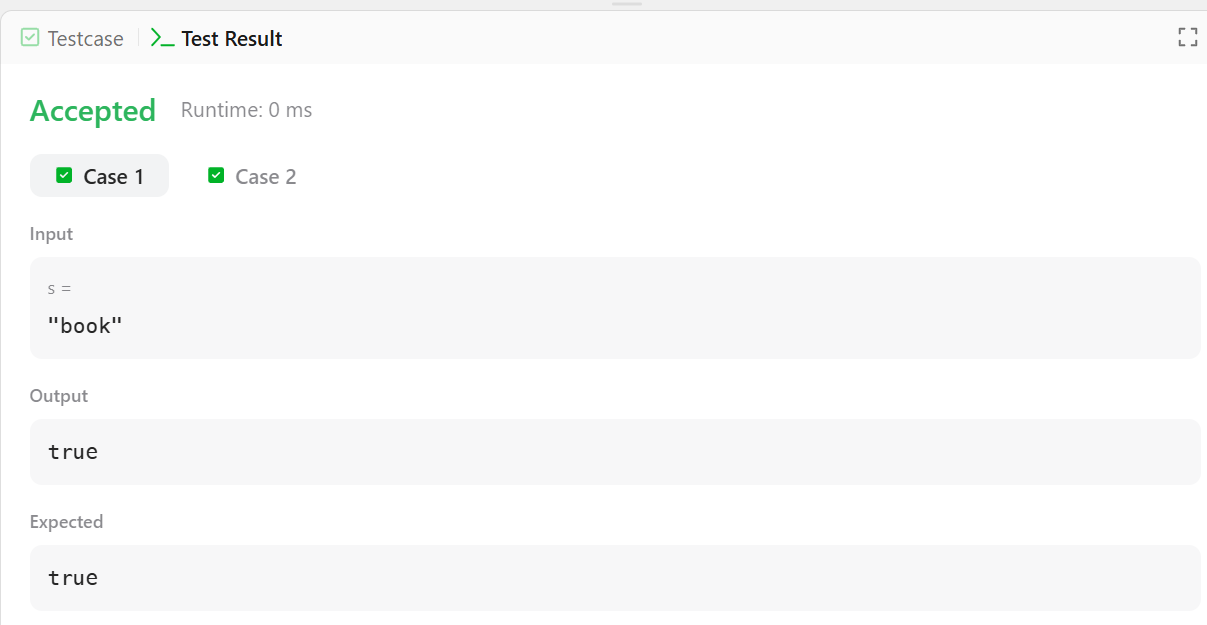 Testcase Test Result
Accepted Runtime: 0 ms
Case 1 Case 2
Input
s =
"book"
Output
true
Expected
true